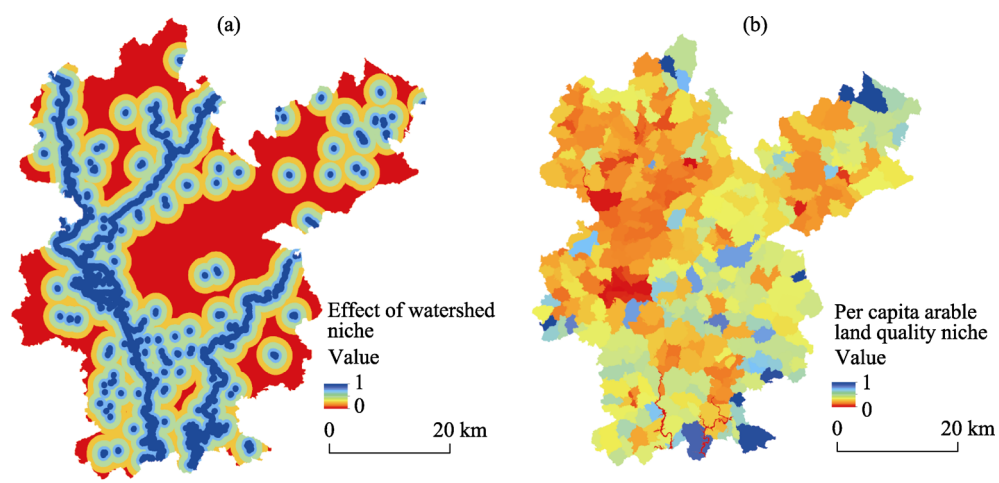 (a)
Effect of watershed
niche
Value
1
0
0 20 km
(b)
Per capita arable
land quality niche
Value
1
0
0 20 km